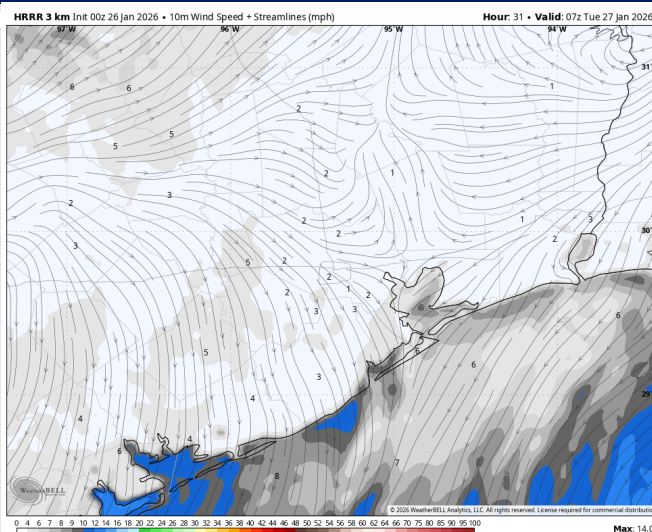 HRRR 3 km Init 00z 26 Jan 2026 • 10m Wind Speed + Streamlines (mph)
Hour: 31 • Valid: 07z Tue 27 Jan 2026
97°W 96°W 95°W 94°W
31°
6 6 2 1
5 5
2 1
2 3 2 2 1 3
30°
2
3 5 2 2
2 1 2
3 3 6
5 6 6
3
4 29°
4
4
6
8 7
WeatherBELL
© 2026 WeatherBELL Analytics, LLC. All rights reserved. License required for commercial distributio
0 2 4 6 8 9 10 12 14 16 18 20 22 24 26 28 30 32 34 36 38 40 42 44 46 48 50 52 54 56 58 60 62 64 66 68 70 75 80 85 90 95 100
Max: 14.0